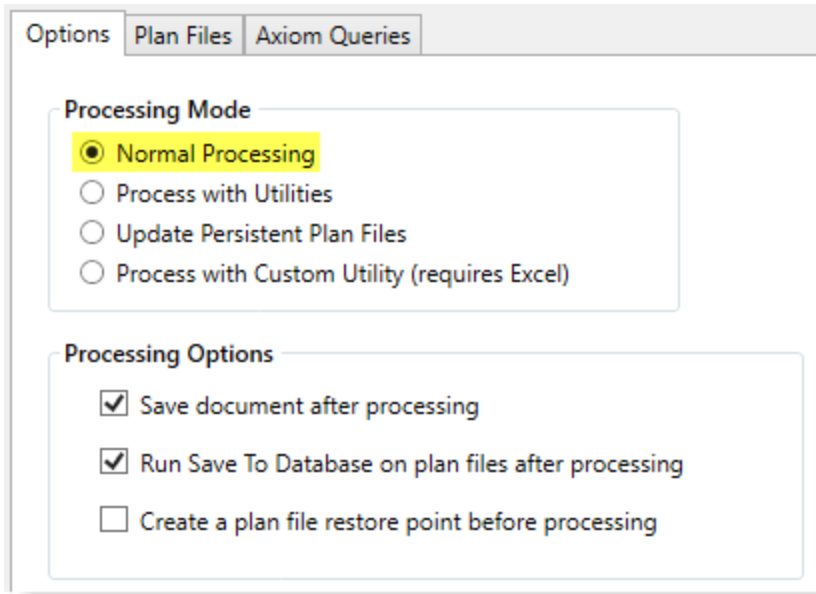 Options Plan Files Axiom Queries
Processing Mode
Normal Processing
Process with Utilities
Update Persistent Plan Files
Process with Custom Utility (requires Excel)
Processing Options
Save document after processing
Run Save To Database on plan files after processing
Create a plan file restore point before processing